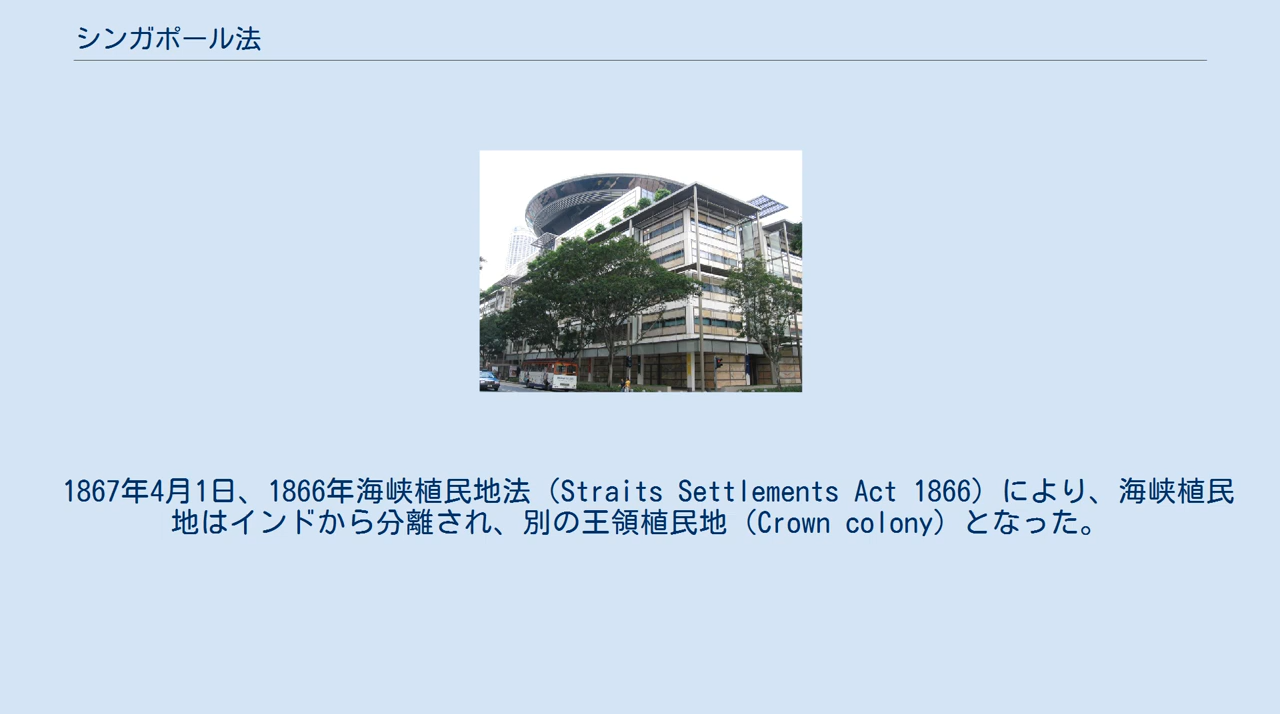 シンガポール法
1867年4月1日、1866年海峡植民地法（Straits Settlements Act 1866）により、海峡植民
地はインドから分離され、別の王領植民地（Crown colony）となった。